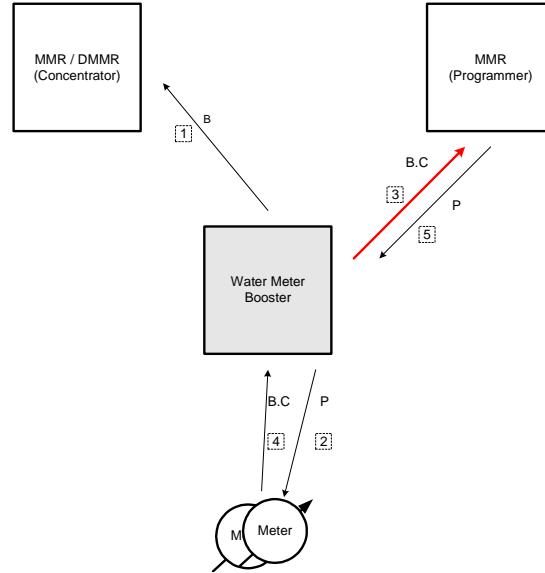 MMR / DMMR
(Concentrator)
MMR
(Programmer)
B
1
B.C
3
P
5
Water Meter
Booster
B.C
P
4
2
M
Meter